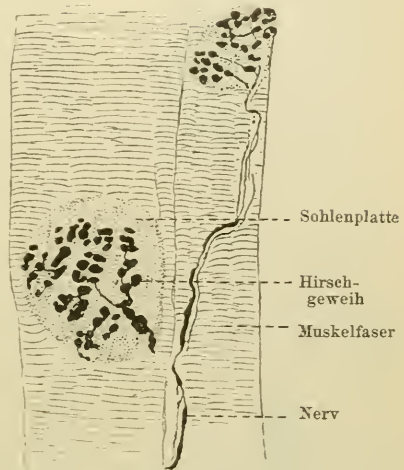 Sohlenplatte
Hirsch-
geweih
Muskelfaser
Nerv